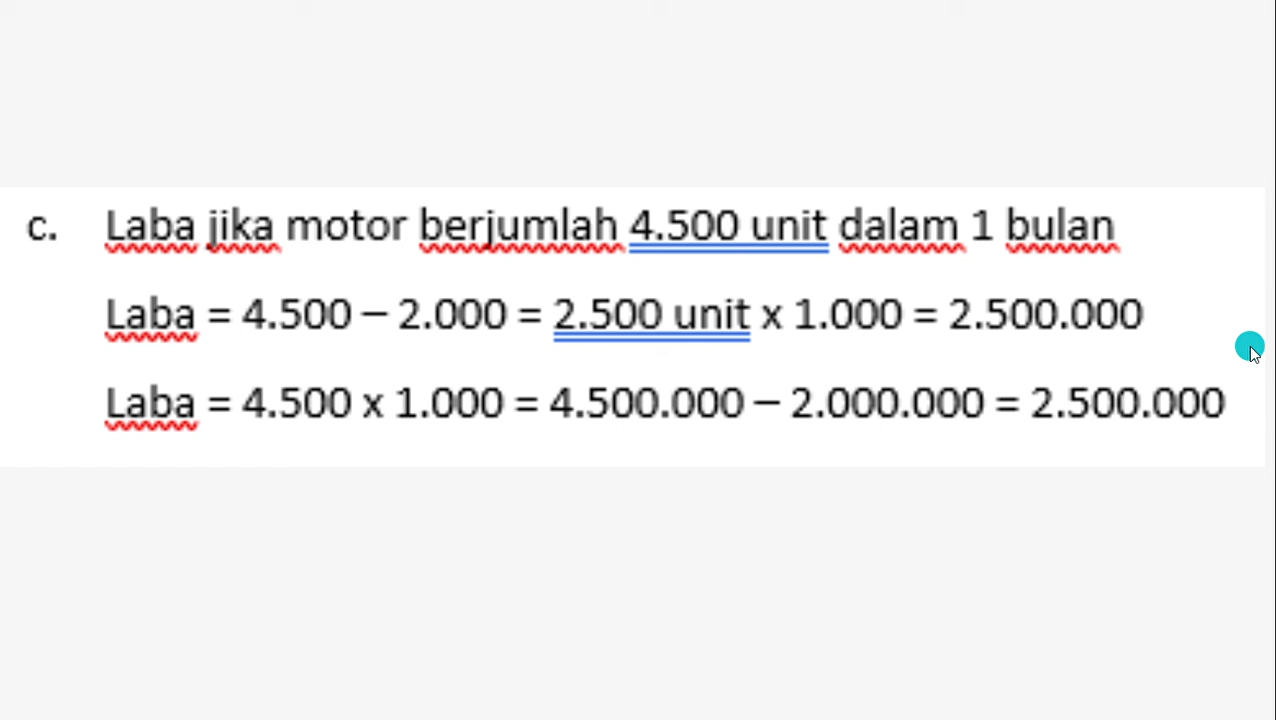 c. Laba jika motor berjumlah 4.500 unit dalam 1 bulan
Laba = 4.500 – 2.000 = 2.500 unit x 1.000 = 2.500.000
Laba = 4.500 x 1.000 = 4.500.000 – 2.000.000 = 2.500.000